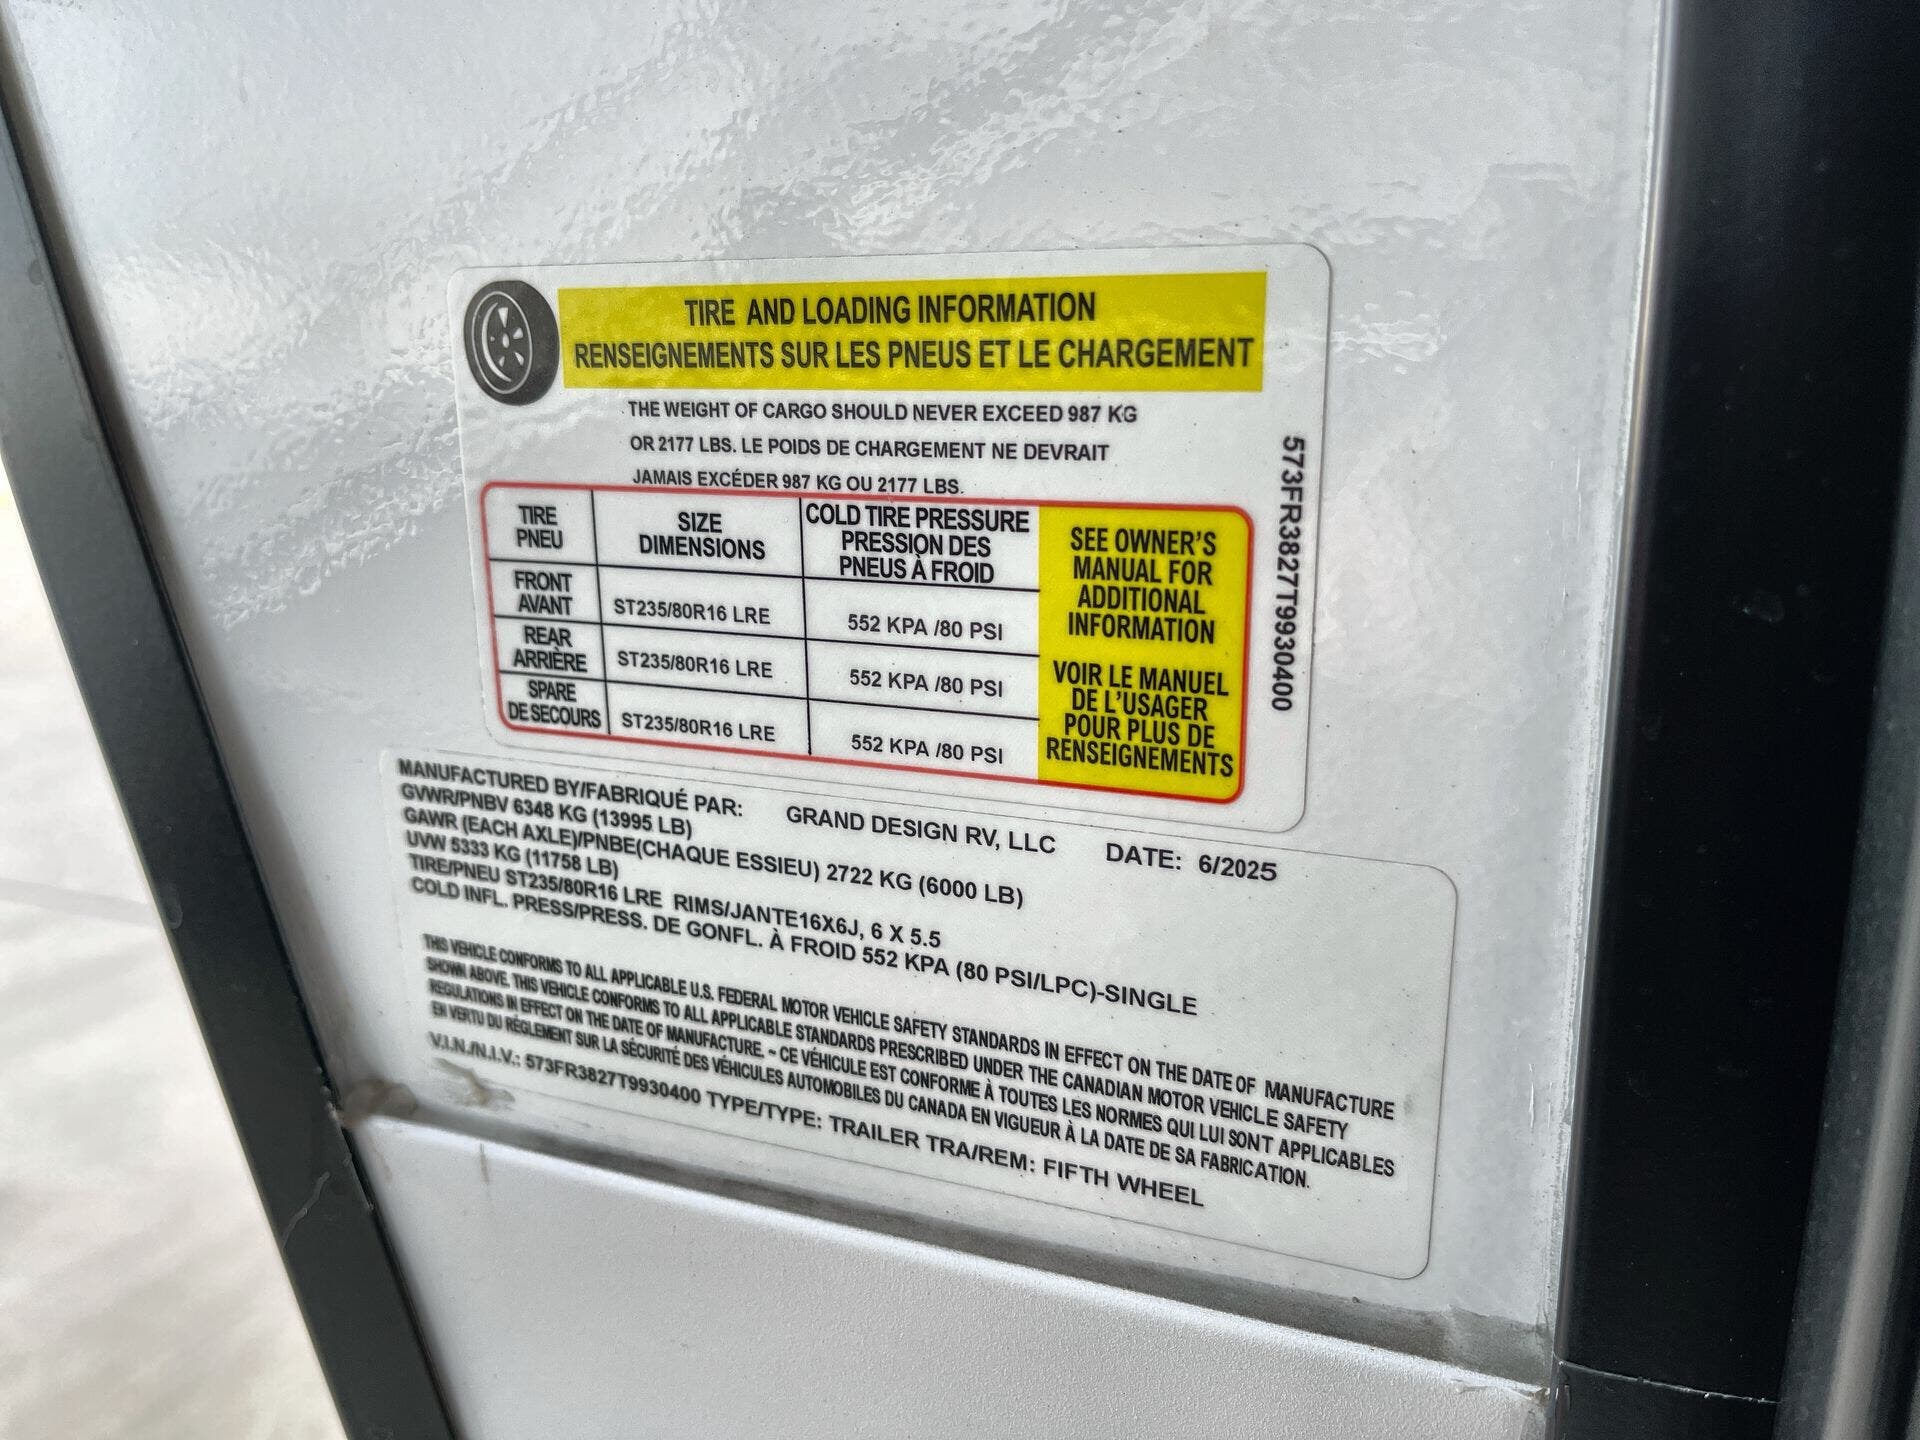 TIRE AND LOADING INFORMATION
RENSEIGNEMENTS SUR LES PNEUS ET LE CHARGEMENT
THE WEIGHT OF CARGO SHOULD NEVER EXCEED 987 KG
OR 2177 LBS. LE POIDS DE CHARGEMENT NE DEVRAIT
JAMAIS EXCÉDER 987 KG OU 2177 LBS.
TIRE
PNEU
SIZE
DIMENSIONS
COLD TIRE PRESSURE
PRESSION DES
PNEUS À FROID
FRONT
AVANT
ST235/80R16 LRE
552 KPA /80 PSI
REAR
ARRIÈRE
ST235/80R16 LRE
552 KPA /80 PSI
SPARE
DE SECOURS
ST235/80R16 LRE
552 KPA /80 PSI
SEE OWNER'S
MANUAL FOR
ADDITIONAL
INFORMATION
VOIR LE MANUEL
DE L'USAGER
POUR PLUS DE
RENSEIGNEMENTS
573FR3827T9930400
MANUFACTURED BY/FABRIQUÉ PAR: GRAND DESIGN RV, LLC DATE: 6/2025
GVWR/PNBV 6348 KG (13995 LB)
GAWR (EACH AXLE)/PNBE(CHAQUE ESSIEU) 2722 KG (6000 LB)
UVW 5333 KG (11758 LB)
TIRE/PNEU ST235/80R16 LRE RIMS/JANTE16X6J, 6 X 5.5
COLD INFL. PRESS/PRESS. DE GONFL. À FROID 552 KPA (80 PSI/LPC)-SINGLE
THIS VEHICLE CONFORMS TO ALL APPLICABLE U.S. FEDERAL MOTOR VEHICLE SAFETY STANDARDS IN EFFECT ON THE DATE OF MANUFACTURE
SHOWN ABOVE. THIS VEHICLE CONFORMS TO ALL APPLICABLE STANDARDS PRESCRIBED UNDER THE CANADIAN MOTOR VEHICLE SAFETY
REGULATIONS IN EFFECT ON THE DATE OF MANUFACTURE. ~ CE VÉHICULE EST CONFORME À TOUTES LES NORMES QUI LUI SONT APPLICABLES
EN VERTU DU RÉGLEMENT SUR LA SÉCURITÉ DES VÉHICULES AUTOMOBILES DU CANADA EN VIGUEUR À LA DATE DE SA FABRICATION.
V.I.N./N.I.V.: 573FR3827T9930400 TYPE/TYPE: TRAILER TRA/REM: FIFTH WHEEL